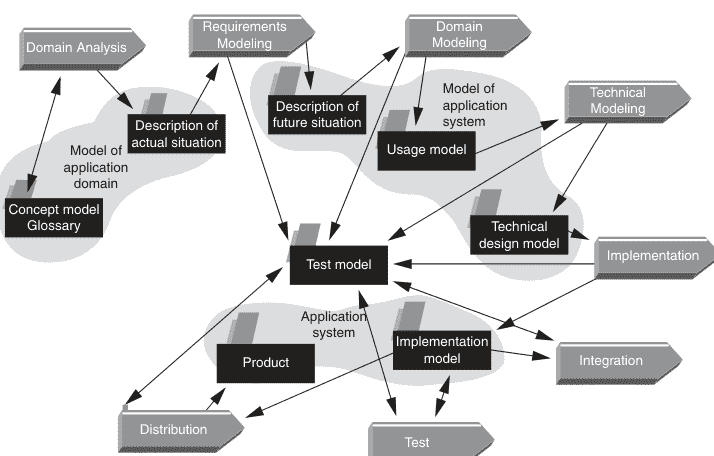 Domain Analysis
Requirements
Modeling
Domain
Modeling
Technical
Modeling
Description of
actual situation
Description of
future situation
Model of
application
system
Usage model
Model of
application
domain
Concept model
Glossary
Technical
design model
Test model
Implementation
Application
system
Product
Implementation
model
Integration
Distribution
Test